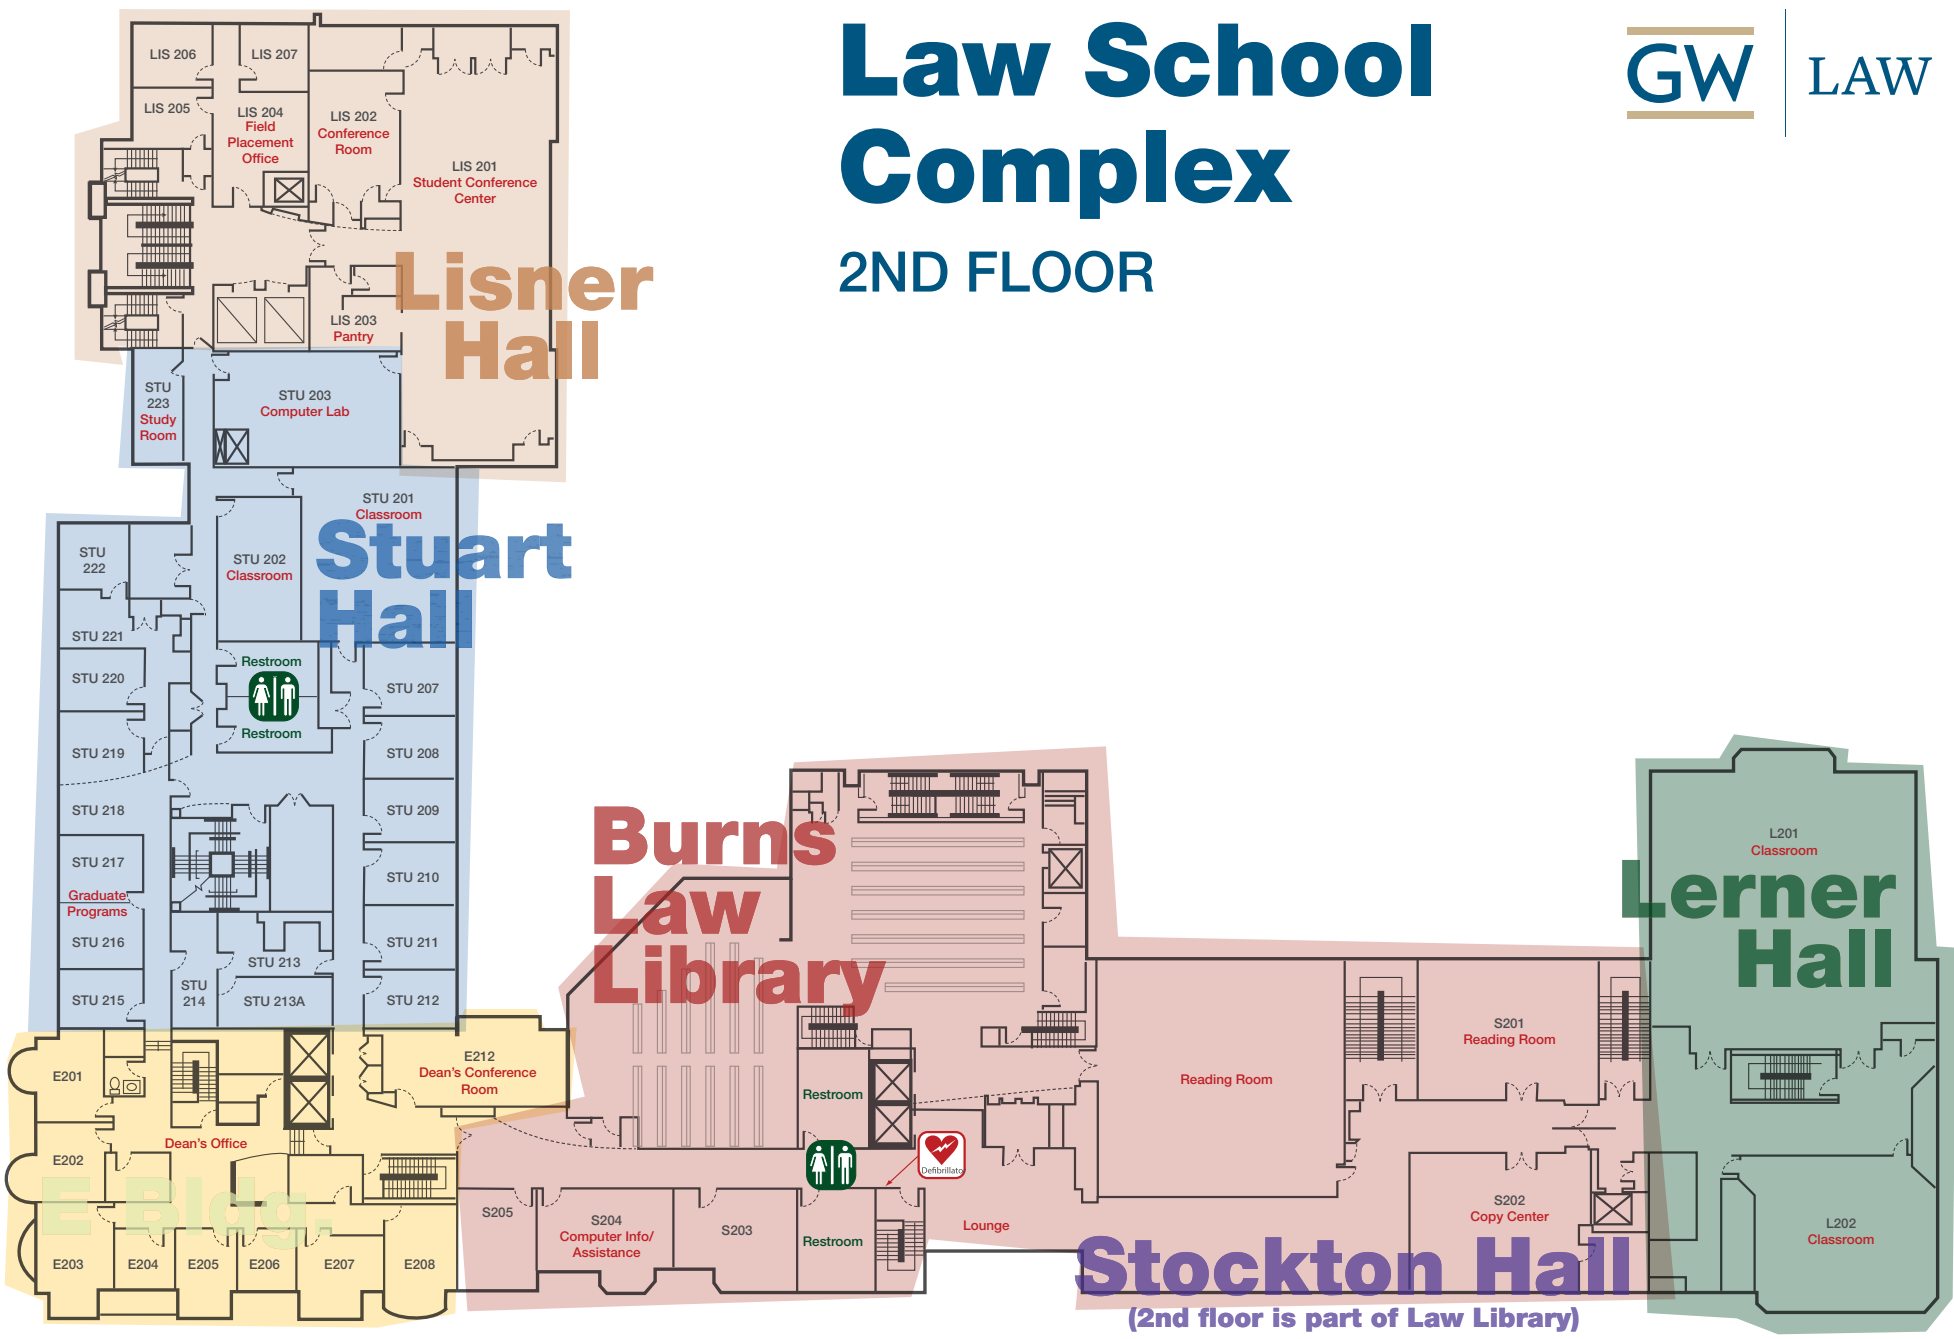 Law School
Complex
2ND FLOOR
GW
LAW
LIS 206
LIS 207
LIS 205
LIS 204
Field
Placement
Office
LIS 202
Conference
Room
LIS 201
Student Conference
Center
Lisner
Hall
LIS 203
Pantry
STU
223
Study
Room
STU 203
Computer Lab
STU 201
Classroom
STU 202
Classroom
Stuart
Hall
STU
222
STU 221
STU 220
STU 219
STU 218
STU 217
Graduate
Programs
STU 216
STU 215
Restroom
Restroom
STU 207
STU 208
STU 209
STU 210
STU 211
STU 212
STU 213
STU
214
STU 213A
E201
E202
E203
E204
E205
E206
E207
E208
E212
Dean's Conference
Room
Dean's Office
E Bldg.
Burns
Law
Library
Restroom
Defibrillator
S205
S204
Computer Info/
Assistance
S203
Restroom
Lounge
Reading Room
S201
Reading Room
S202
Copy Center
Stockton Hall
(2nd floor is part of Law Library)
L201
Classroom
Lerner
Hall
L202
Classroom